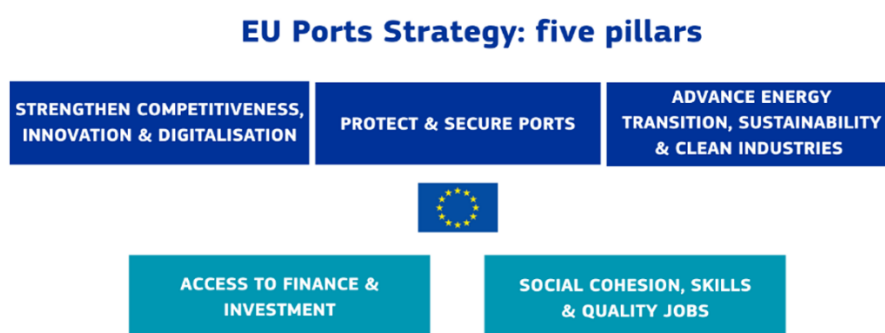 EU Ports Strategy: five pillars
STRENGTHEN COMPETITIVENESS,
INNOVATION & DIGITALISATION
PROTECT & SECURE PORTS
ADVANCE ENERGY
TRANSITION, SUSTAINABILITY
& CLEAN INDUSTRIES
ACCESS TO FINANCE &
INVESTMENT
SOCIAL COHESION, SKILLS
& QUALITY JOBS